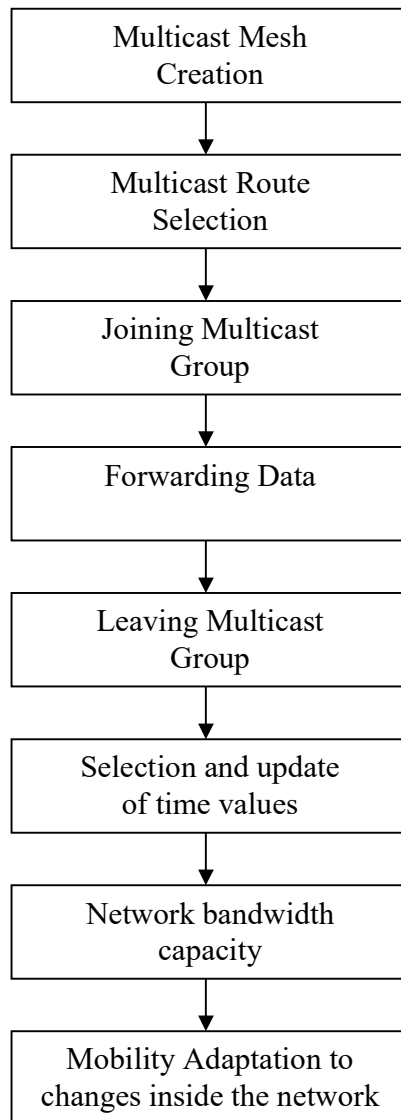 Multicast Mesh
Creation
Multicast Route
Selection
Joining Multicast
Group
Forwarding Data
Leaving Multicast
Group
Selection and update
of time values
Network bandwidth
capacity
Mobility Adaptation to
changes inside the network